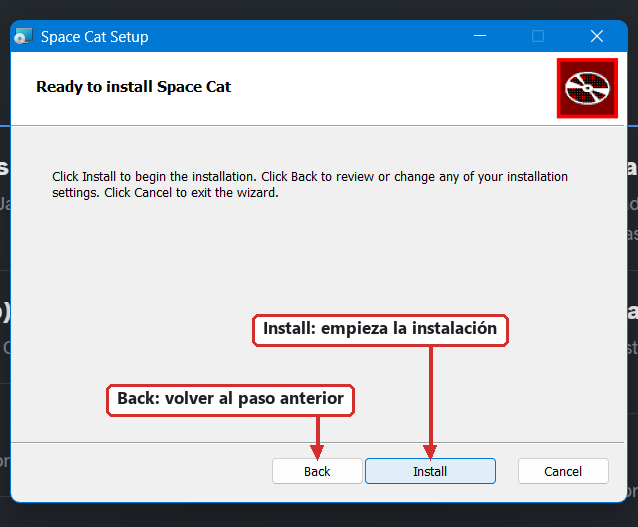 Space Cat Setup
Ready to install Space Cat
Click Install to begin the installation. Click Back to review or change any of your installation
settings. Click Cancel to exit the wizard.
Install: empieza la instalación
Back: volver al paso anterior
Back
Install
Cancel